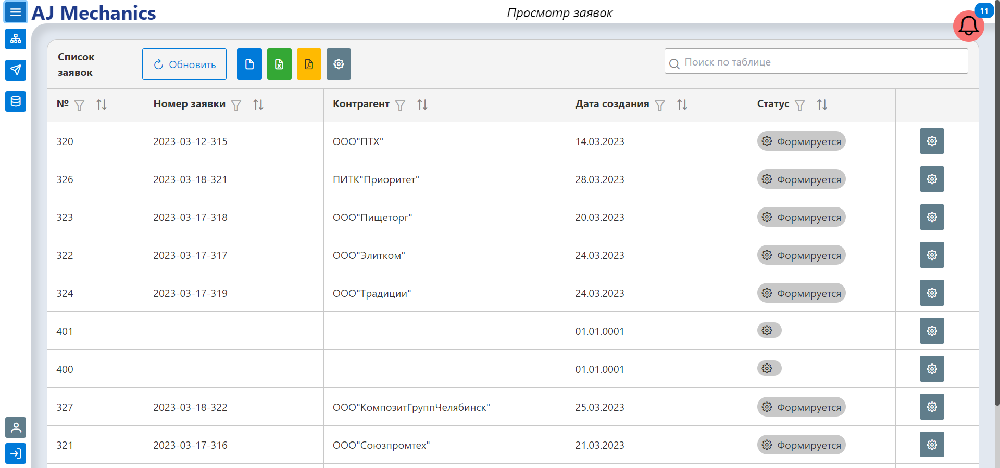 AJ Mechanics
Просмотр заявок
11
Список
заявок
Обновить
Поиск по таблице
№ Номер заявки Контрагент Дата создания Статус
320 2023-03-12-315 ООО"ПТХ" 14.03.2023 Формируется
326 2023-03-18-321 ПИТК"Приоритет" 28.03.2023 Формируется
323 2023-03-17-318 ООО"Пищеторг" 20.03.2023 Формируется
322 2023-03-17-317 ООО"Элитком" 24.03.2023 Формируется
324 2023-03-17-319 ООО"Традиции" 24.03.2023 Формируется
401 01.01.0001
400 01.01.0001
327 2023-03-18-322 ООО"КомпозитГруппЧелябинск" 25.03.2023 Формируется
321 2023-03-17-316 ООО"Союзпромтех" 21.03.2023 Формируется